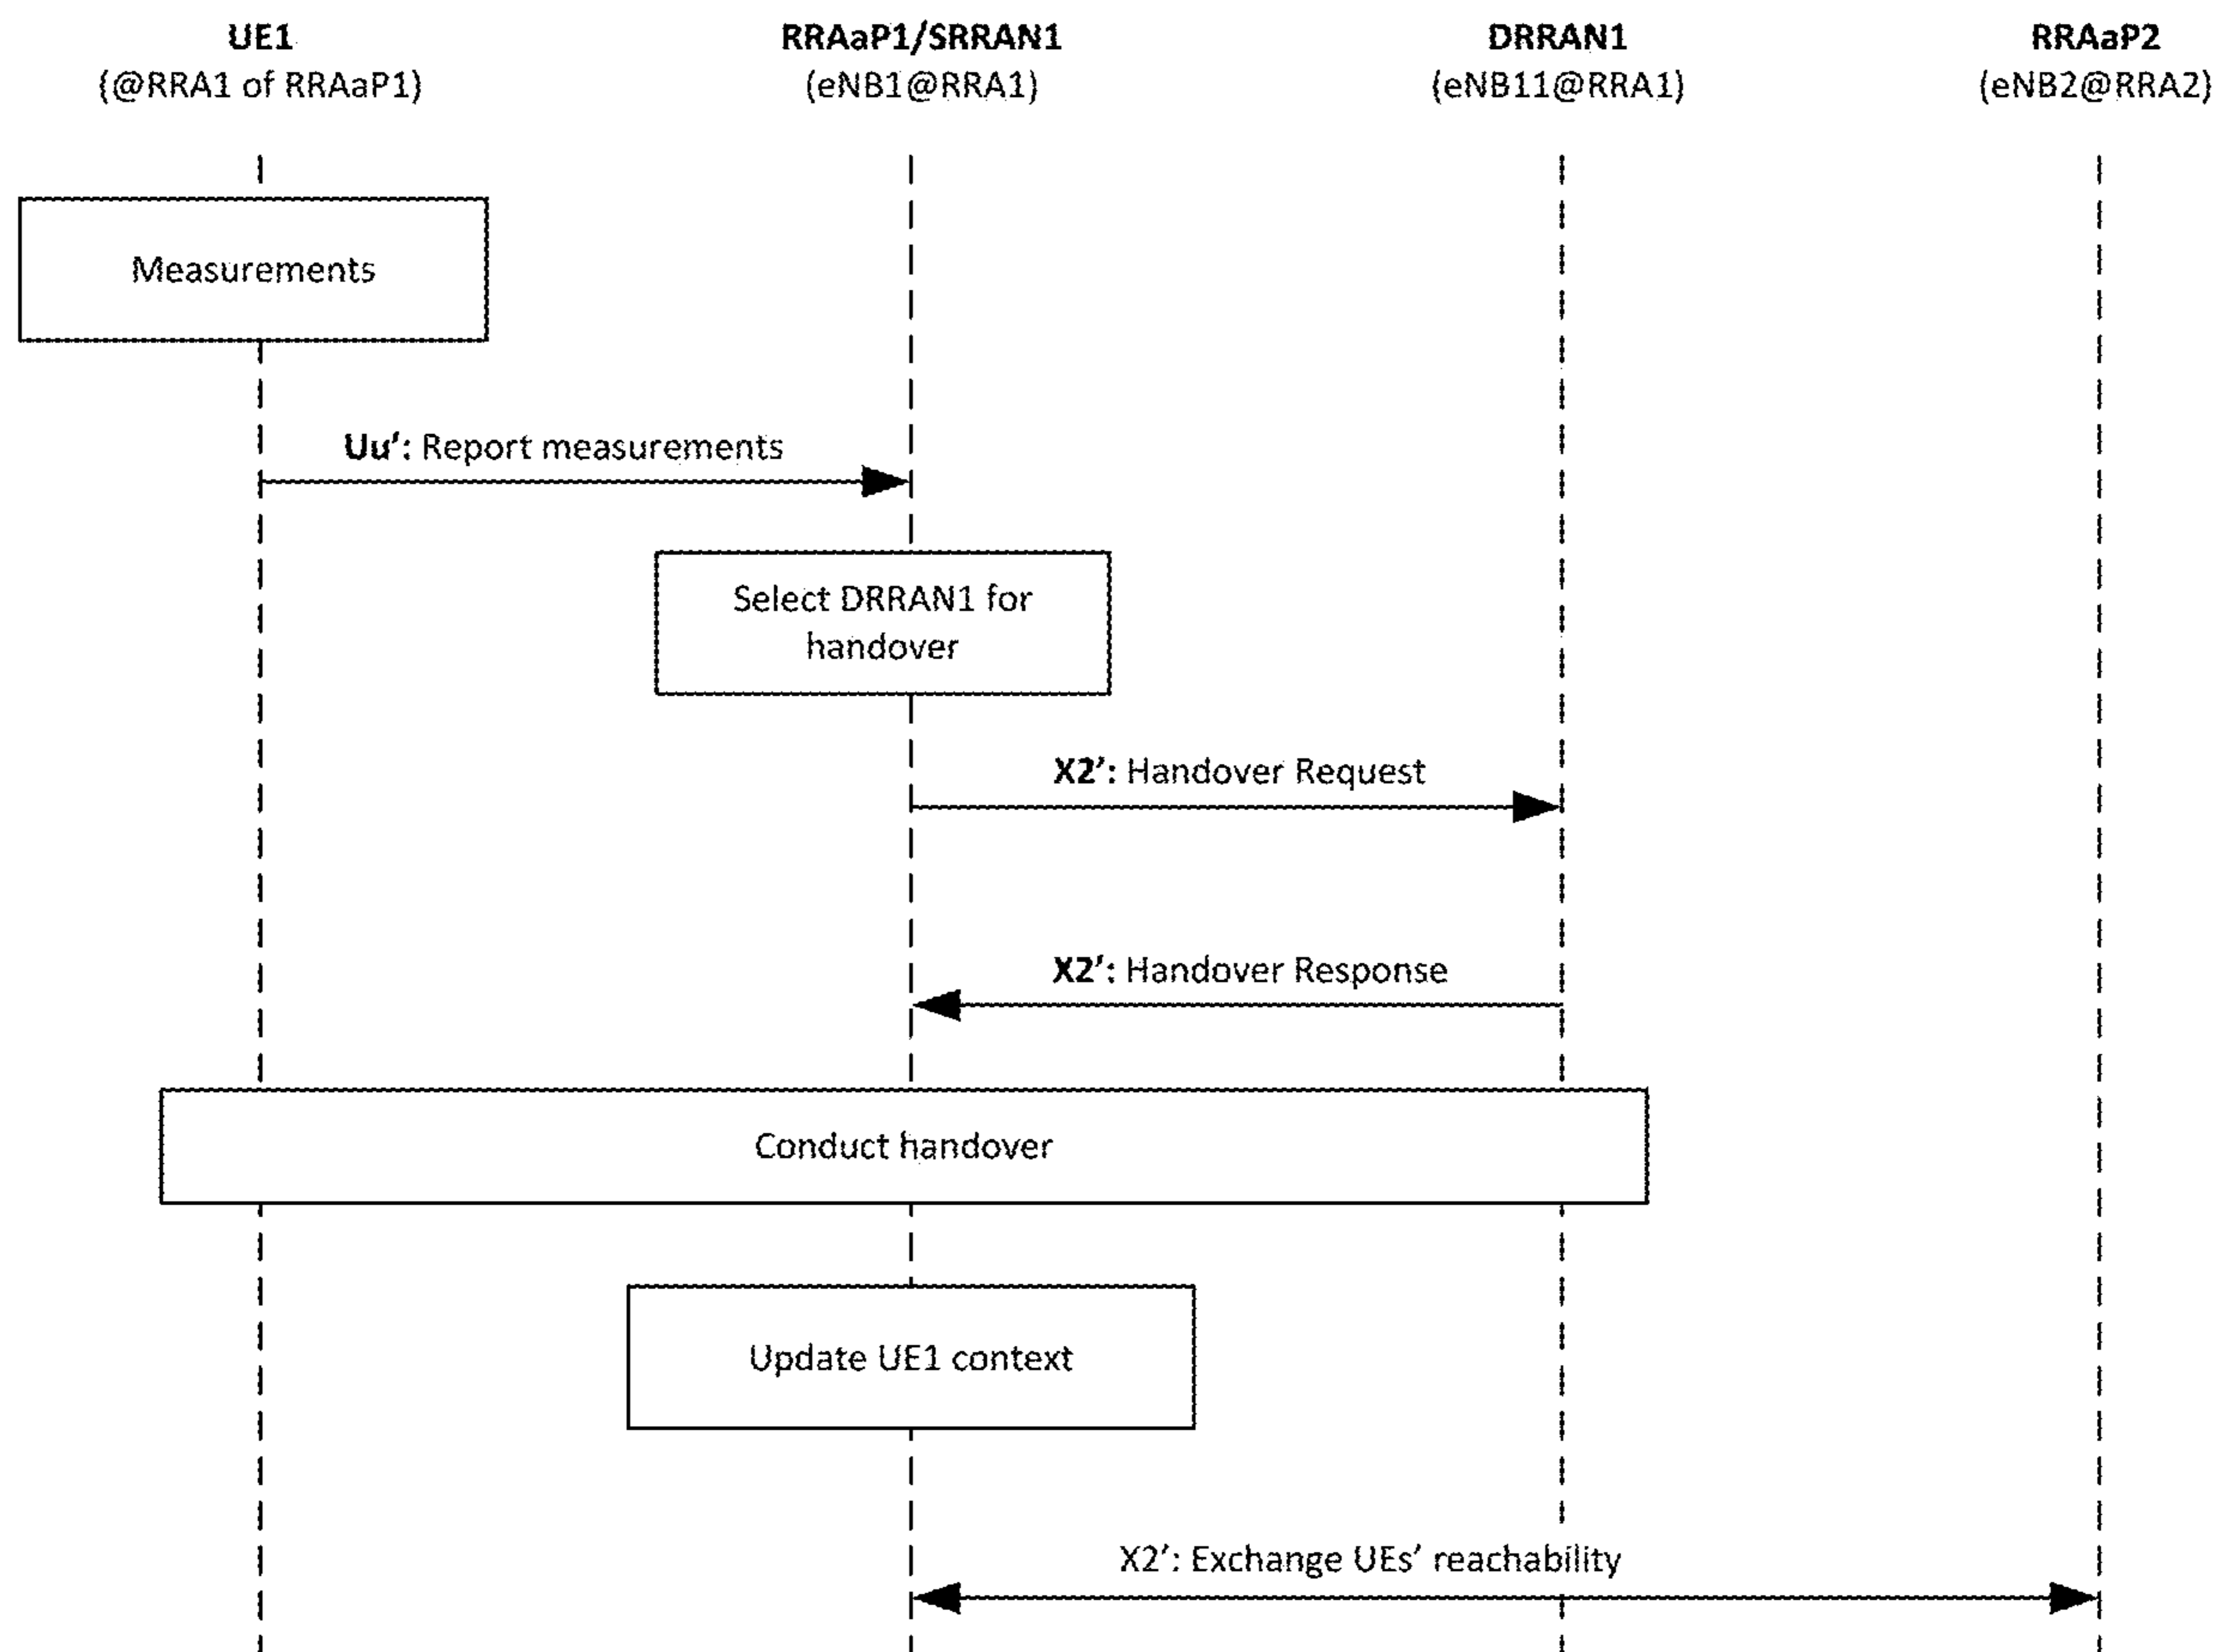 UE1
(@RRA1 of RRAaP1)
RRAaP1/SRRAN1
(eNB1@RRA1)
DRRAN1
(eNB11@RRA1)
RRAaP2
(eNB2@RRA2)
Measurements
Uu': Report measurements
Select DRRAN1 for
handover
X2': Handover Request
X2': Handover Response
Conduct handover
Update UE1 context
X2': Exchange UEs' reachability